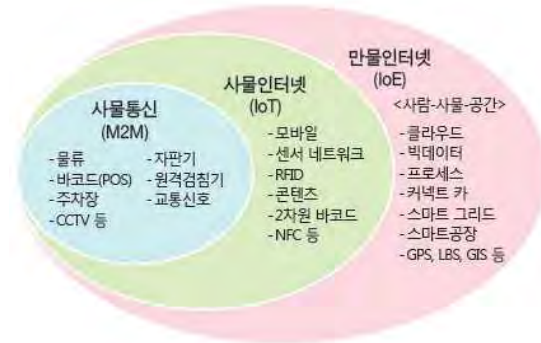 사물통신
(M2M)
-물류
-바코드(POS)
-주차장
-CCTV 등
-자판기
-원격검침기
-교통신호
사물인터넷
(IoT)
-모바일
-센서 네트워크
-RFID
-콘텐츠
-2차원 바코드
-NFC 등
만물인터넷
(IoE)
<사람-사물-공간>
-클라우드
-빅데이터
-프로세스
-커넥트 카
-스마트 그리드
-스마트공장
-GPS, LBS, GIS 등